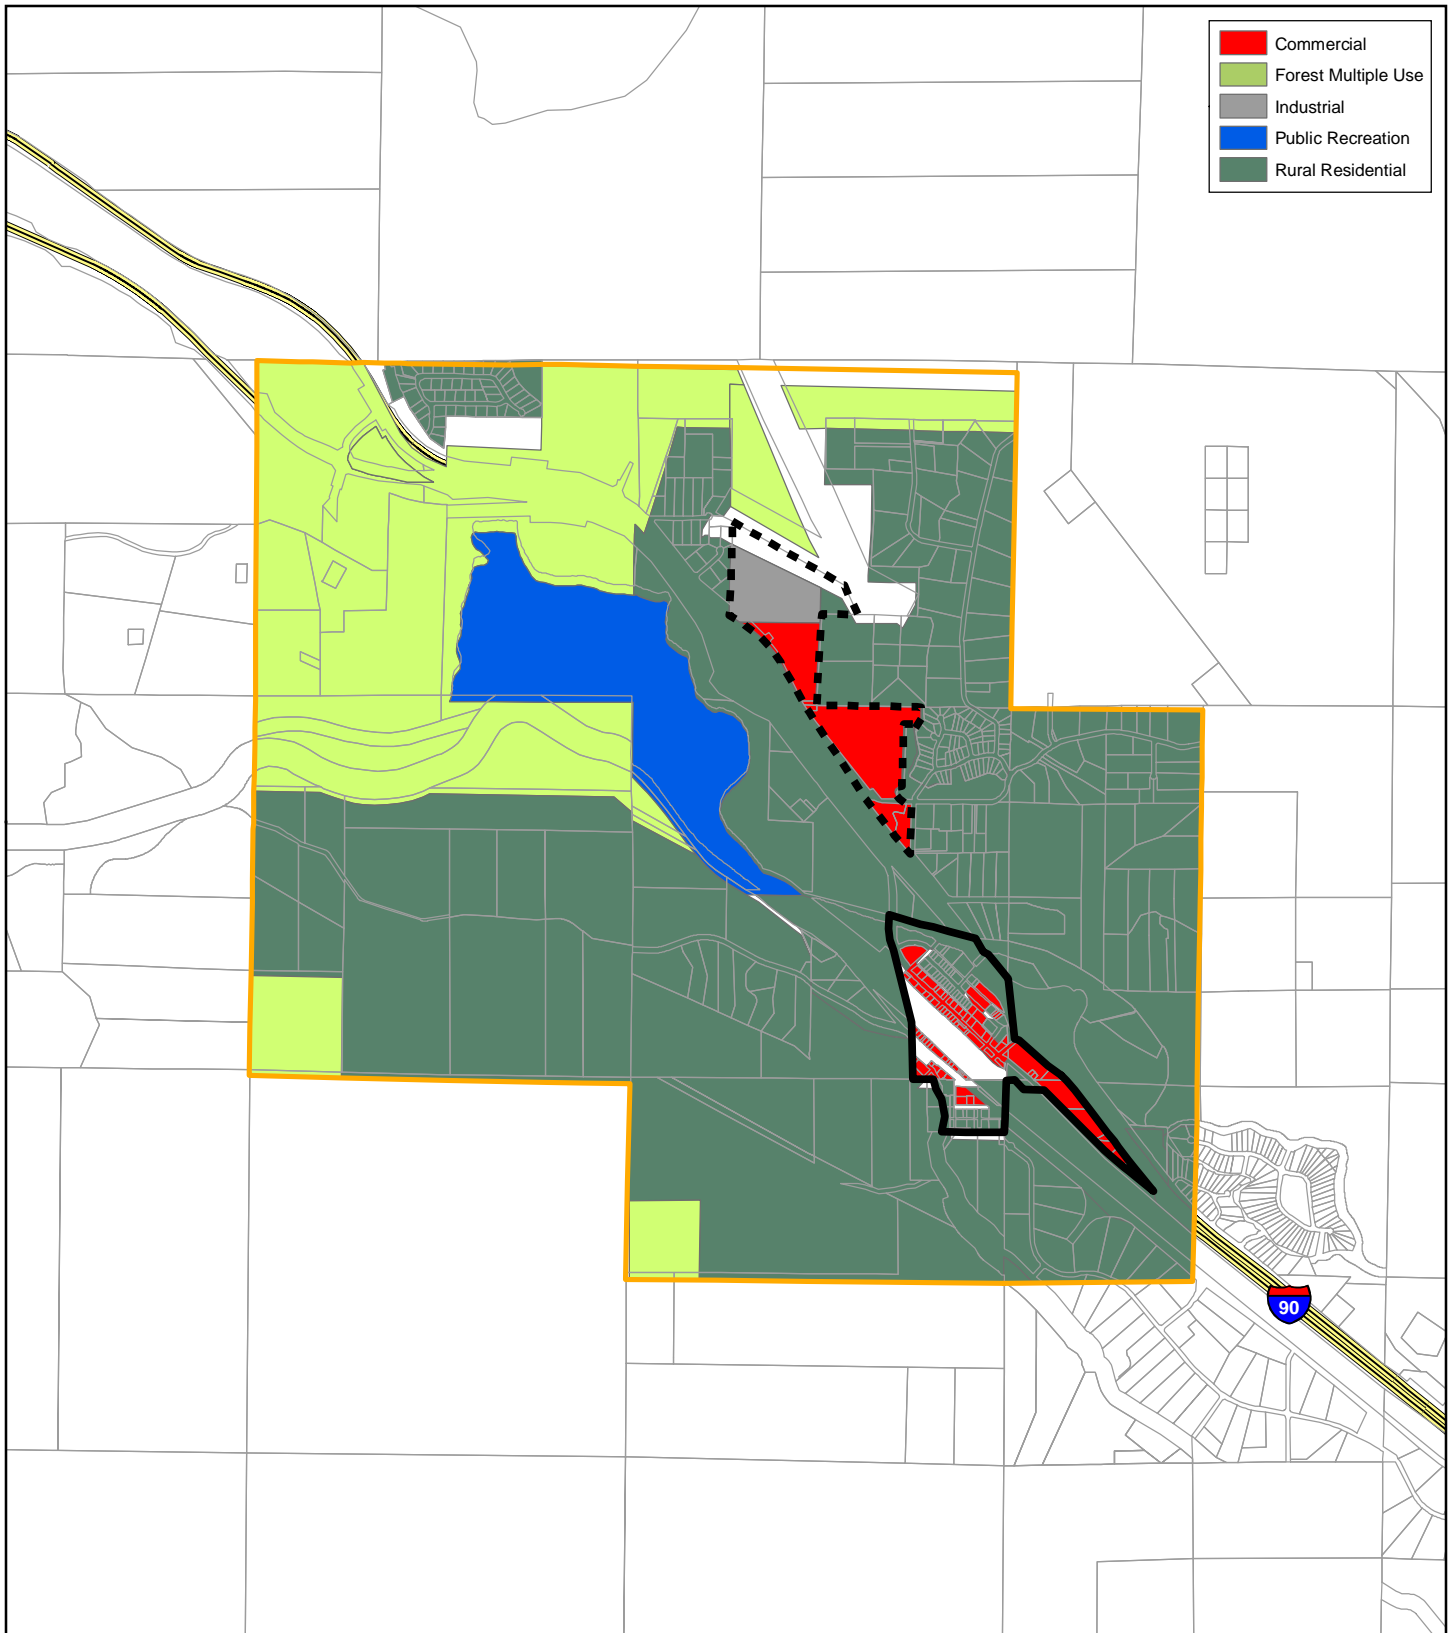 Commercial
Forest Multiple Use
Industrial
Public Recreation
Rural Residential
90